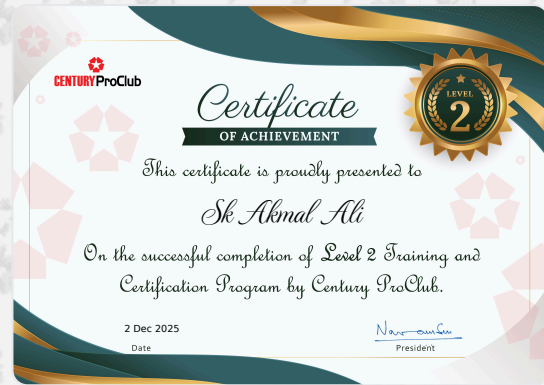 CENTURY ProClub
Certificate
OF ACHIEVEMENT
LEVEL
2
This certificate is proudly presented to
Sk Akmal Ali
On the successful completion of Level 2 Training and
Certification Program by Century ProClub.
2 Dec 2025
Date
President